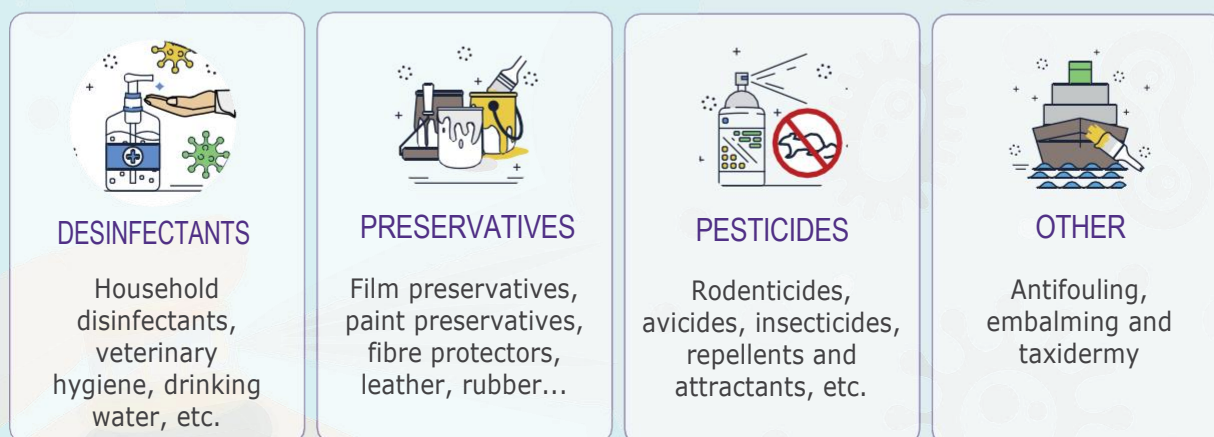 DESINFECTANTS
Household
disinfectants,
veterinary
hygiene, drinking
water, etc.
PRESERVATIVES
Film preservatives,
paint preservatives,
fibre protectors,
leather, rubber...
PESTICIDES
Rodenticides,
avicides, insecticides,
repellents and
attractants, etc.
OTHER
Antifouling,
embalming and
taxidermy